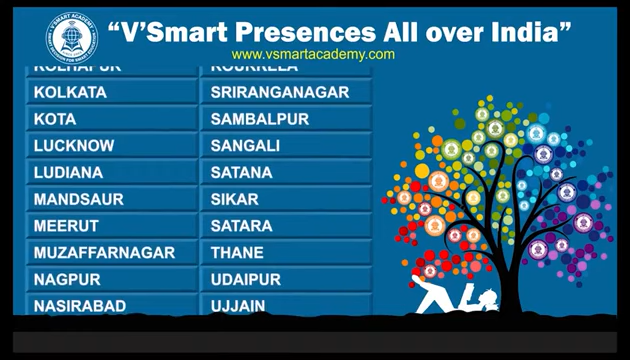 “V’Smart Presences All over India”
www.vsmartacademy.com
KOLHAPUR
KOLKATA SRIRANGANAGAR
KOTA SAMBALPUR
LUCKNOW SANGALI
LUDIANA SATANA
MANDSAUR SIKAR
MEERUT SATARA
MUZAFFARNAGAR THANE
NAGPUR UDAIPUR
NASIRABAD UJJAIN